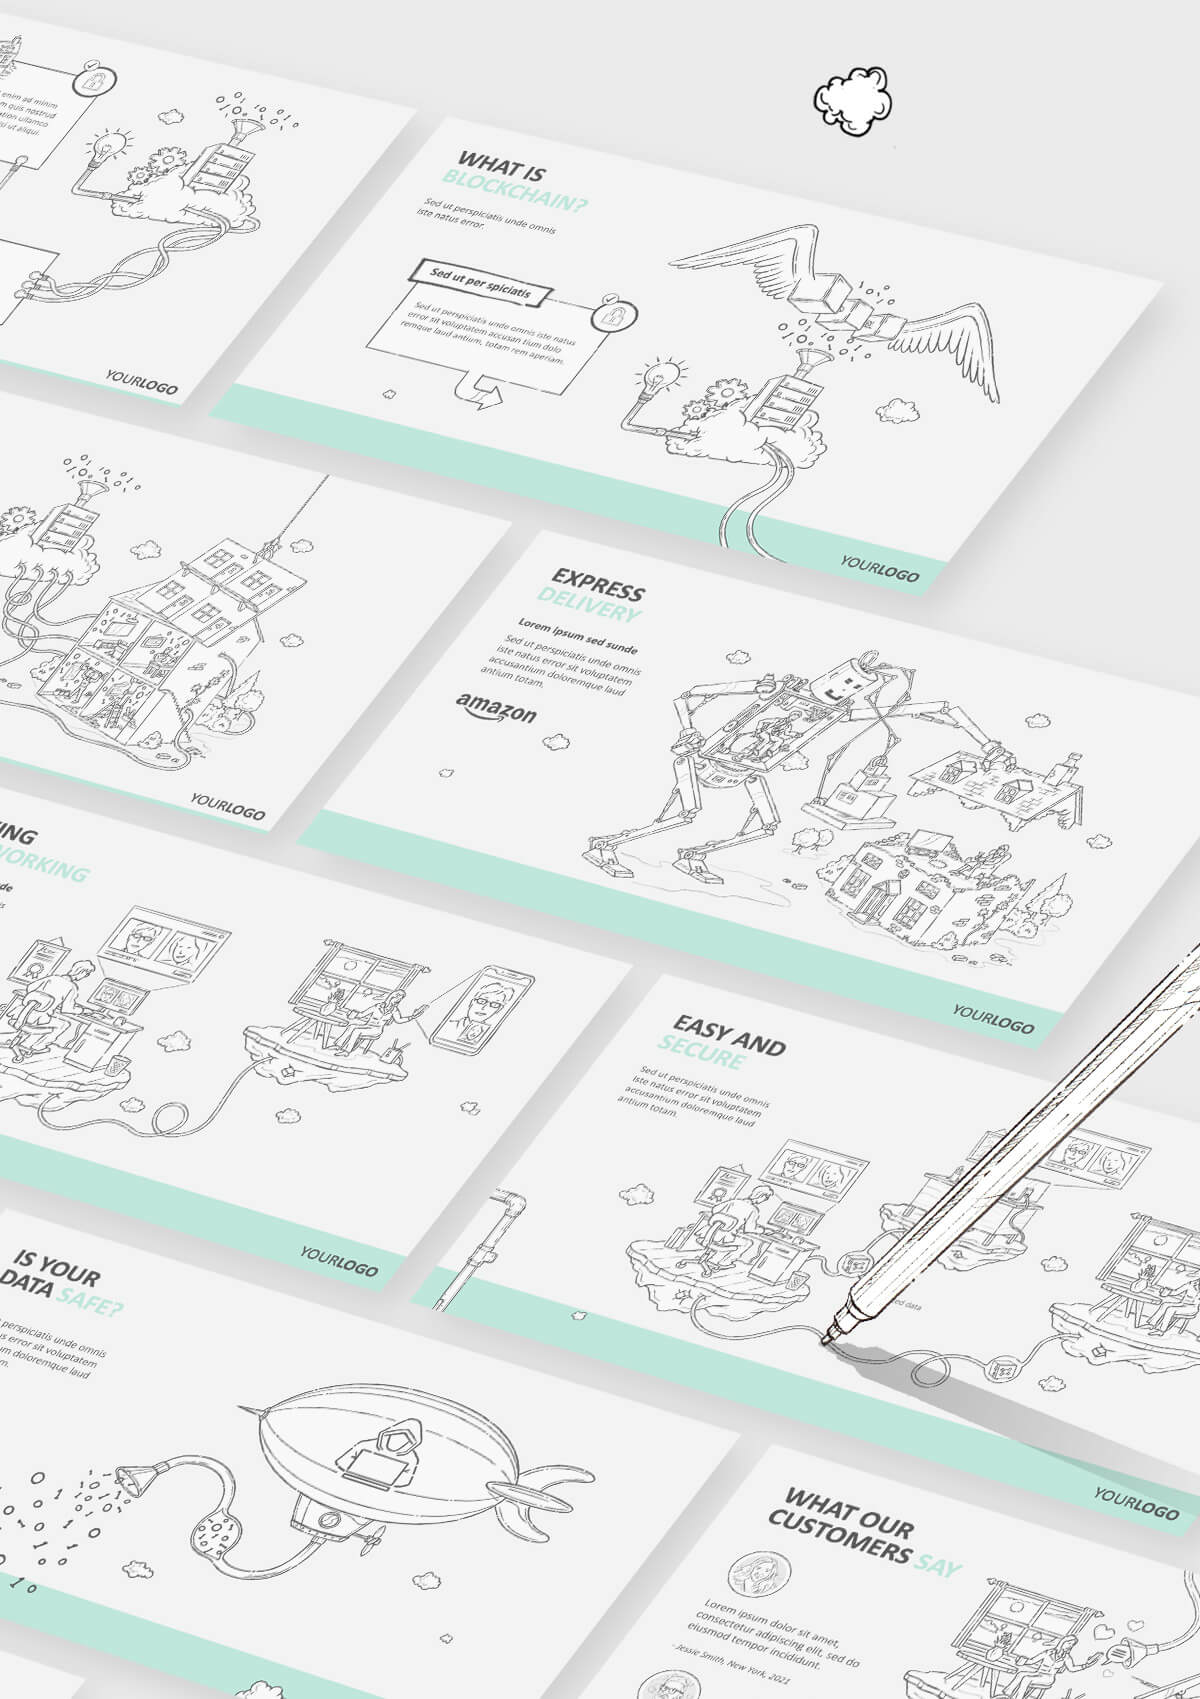 enim ad minim
m quis nostrud
ation ullamco
si ut aliqui.
YOURLOGO
WHAT IS
BLOCKCHAIN?
Sed ut perspiciatis unde omnis
iste natus error.
Sed ut per spiciatis
Sed ut perspiciatis unde omnis iste natus
error sit voluptatem accusan tium dolo
remque laud antium, totam rem aperiam.
YOURLOGO
YOURLOGO
EXPRESS
DELIVERY
Lorem ipsum sed sunde
Sed ut perspiciatis unde omnis
iste natus error sit voluptatem
accusantium doloremque laud
antium totam.
amazon
YOURLOGO
ING
WORKING
YOURLOGO
EASY AND
SECURE
Sed ut perspiciatis unde omnis
iste natus error sit voluptatem
accusantium doloremque laud
antium totam.
data
YOURLOGO
IS YOUR
DATA SAFE?
perspiciatis unde omnis
us error sit voluptatem
um doloremque laud
m.
WHAT OUR
CUSTOMERS SAY
Lorem ipsum dolor sit amet,
consectetur adipiscing elit, sed do
eiusmod tempor incididunt.
- Jessie Smith, New York, 2021